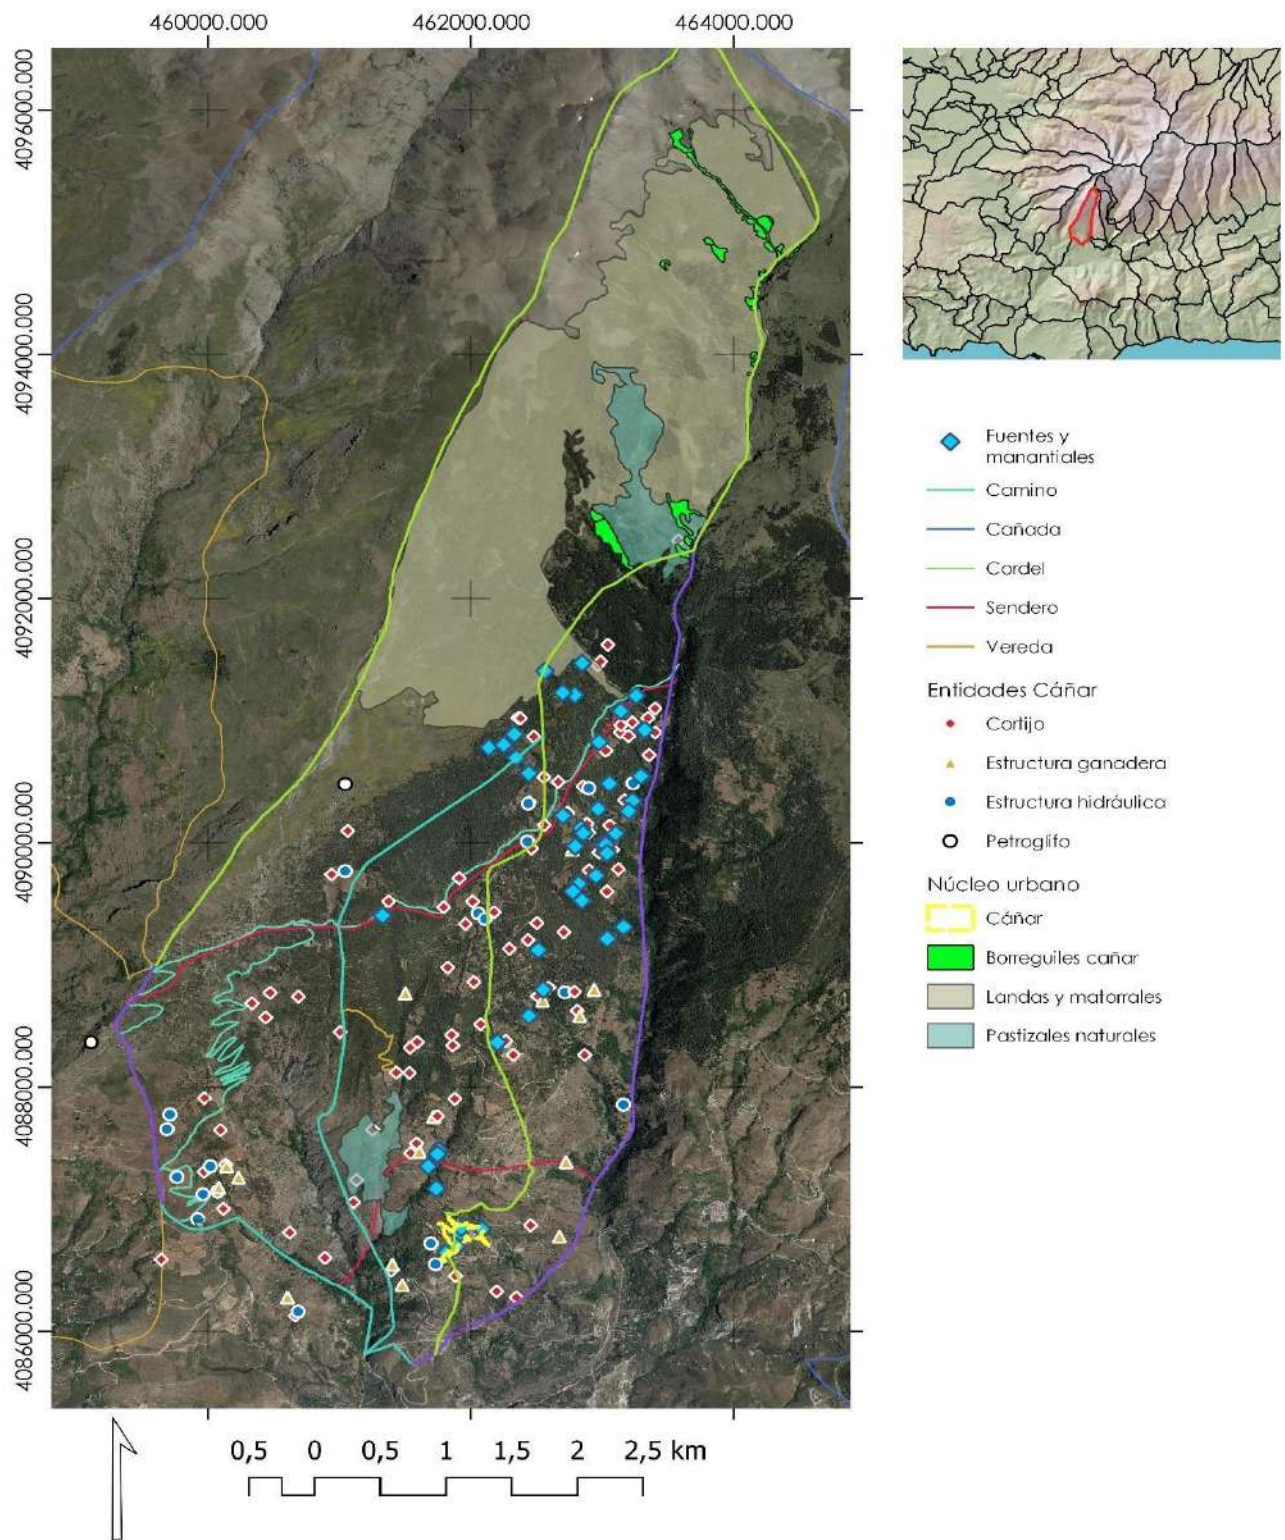 460000.000
462000.000
464000.000
4096000.000
4094000.000
4092000.000
4090000.000
4088000.000
4086000.000
Fuentes y
manantiales
Camino
Cañada
Cordel
Sendero
Vereda
Entidades Cáñar
Cortijo
Estructura ganadera
Estructura hidráulica
Petroglifo
Núcleo urbano
Cáñar
Borreguiles cañar
Landas y matorrales
Pastizales naturales
0,5 0 0,5 1 1,5 2 2,5 km